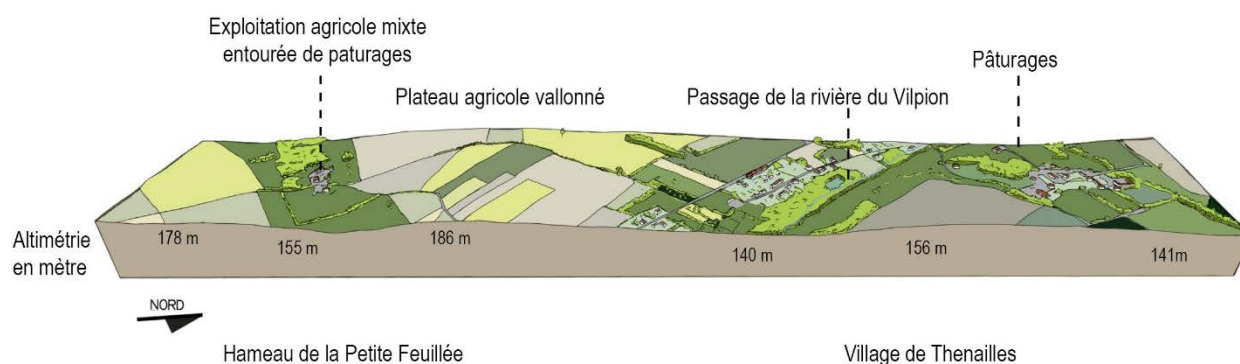 Exploitation agricole mixte
entourée de paturages
Plateau agricole vallonné
Passage de la rivière du Vilpion
Pâturages
Altimétrie
en mètre
178 m
155 m
186 m
140 m
156 m
141m
NORD
Hameau de la Petite Feuillée
Village de Thenailles